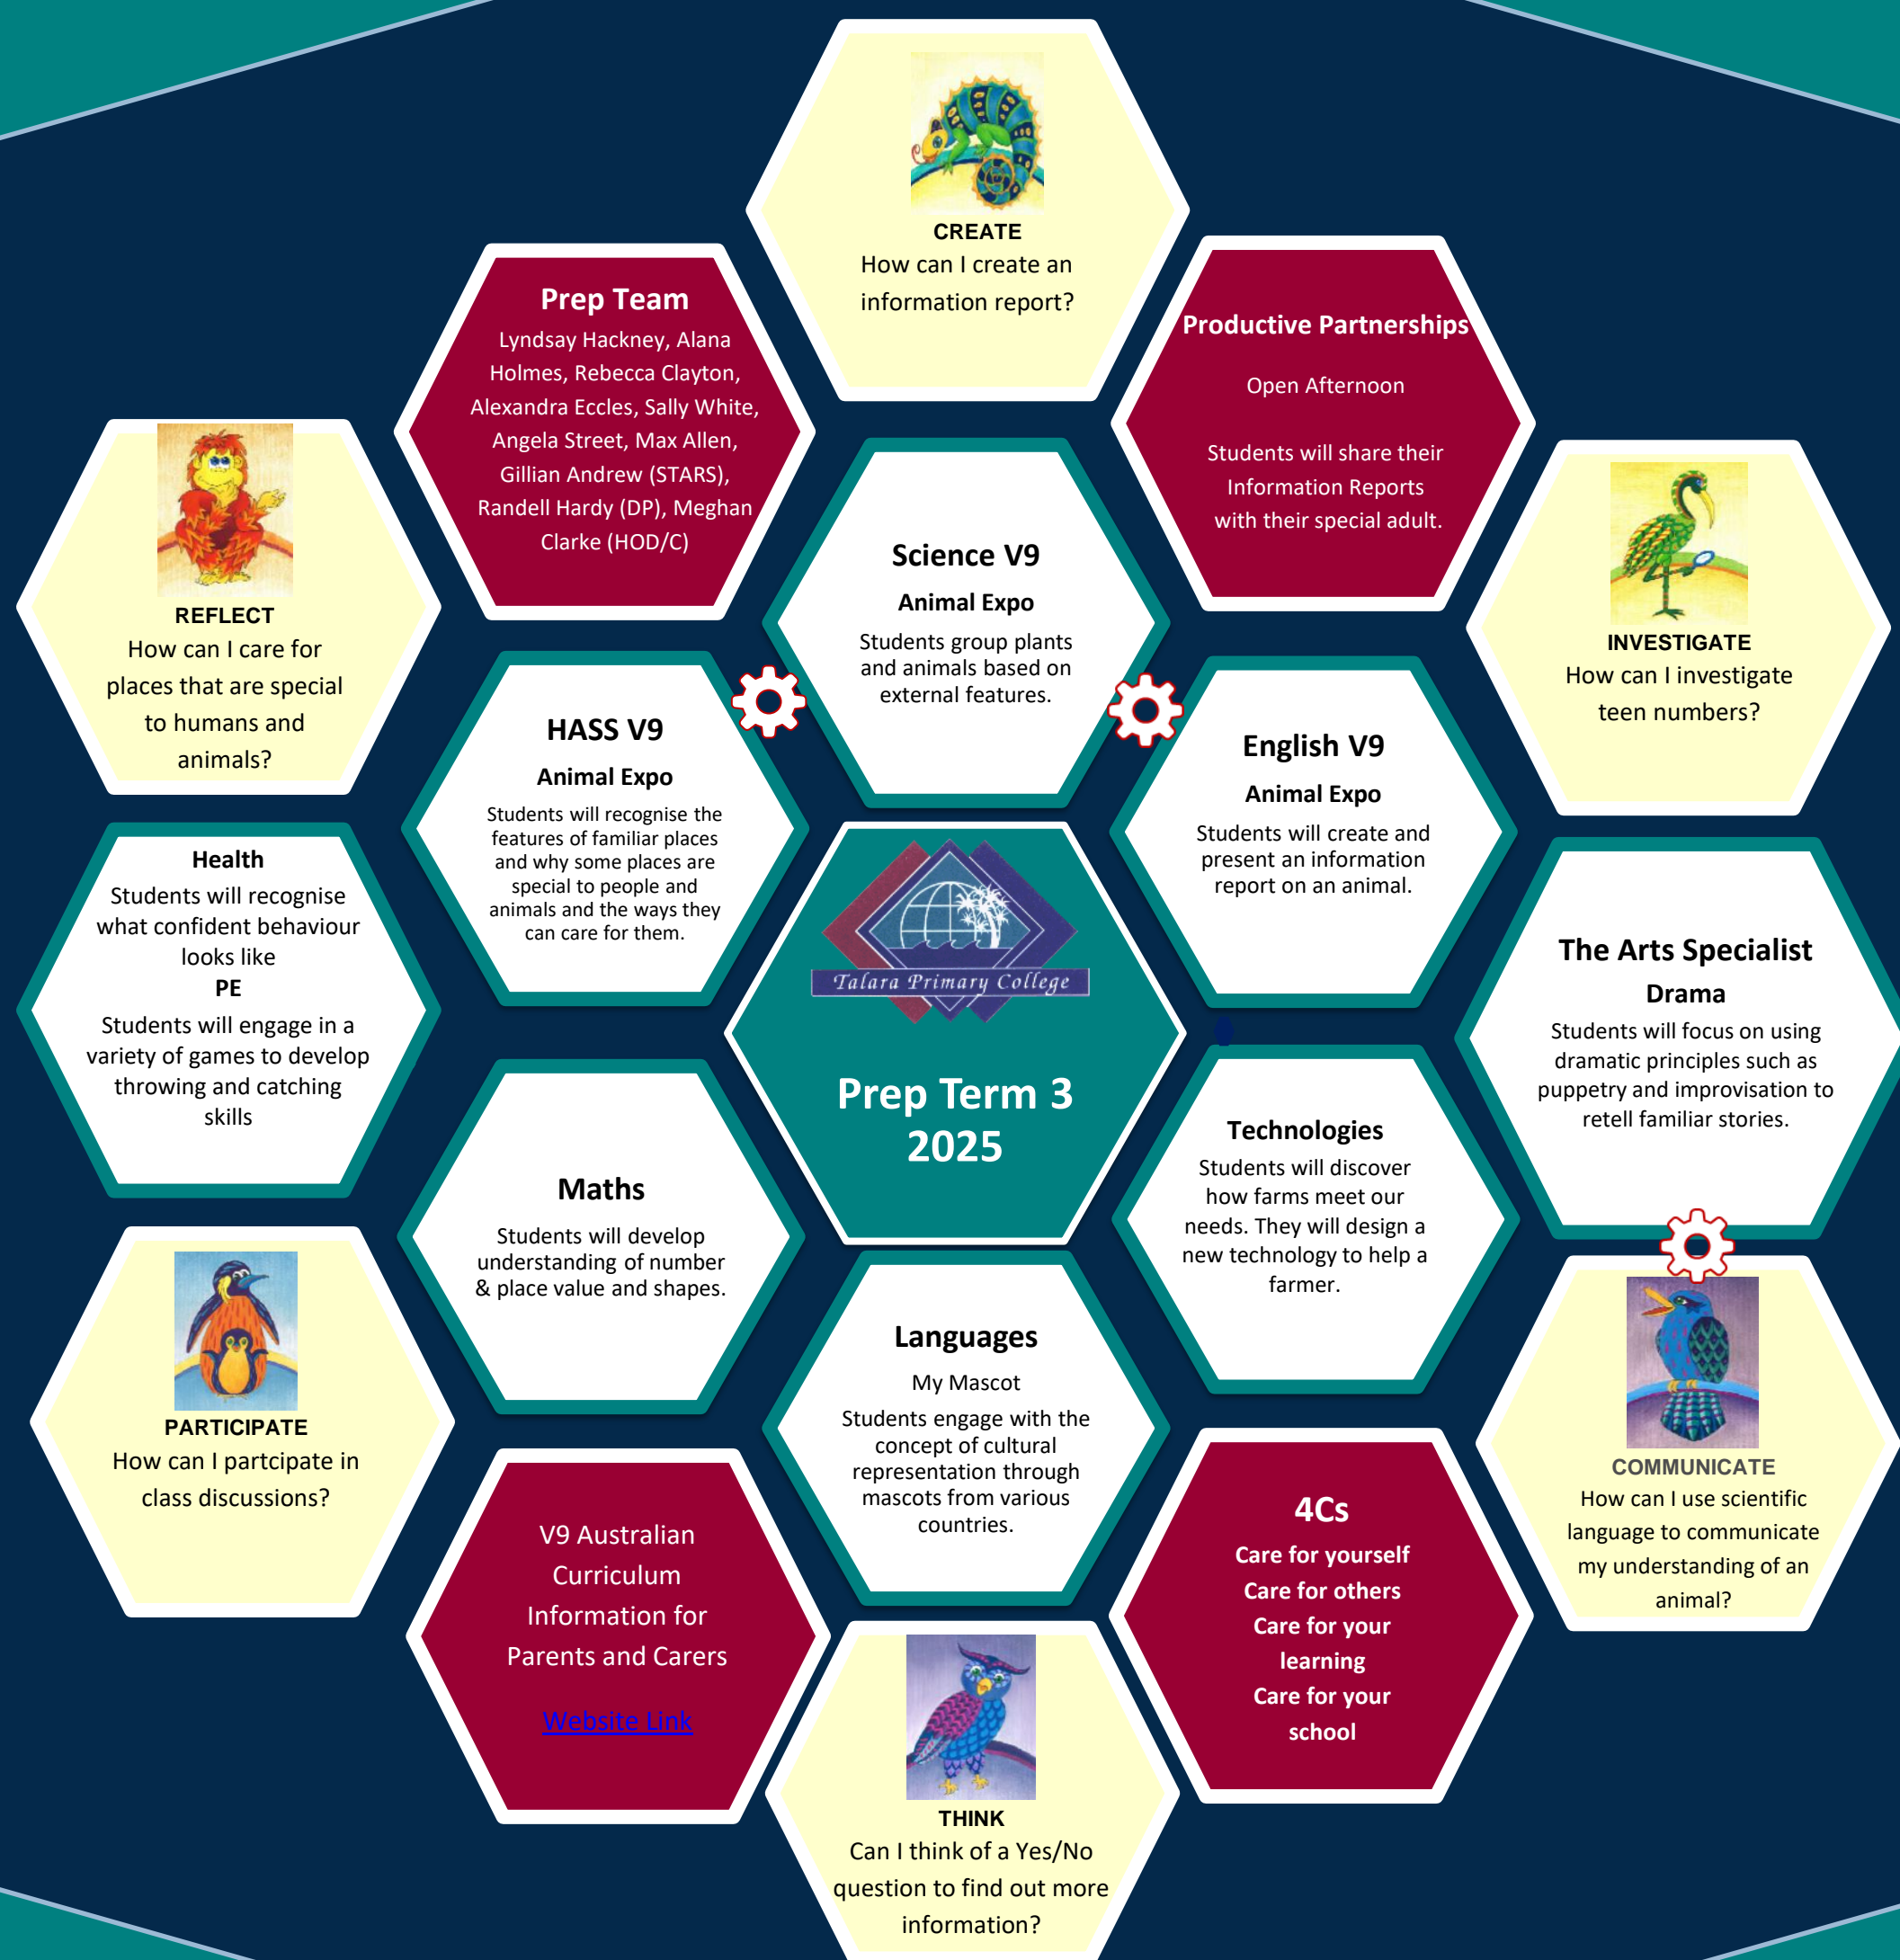 CREATE
How can I create an
information report?
Prep Team
Lyndsay Hackney, Alana
Holmes, Rebecca Clayton,
Alexandra Eccles, Sally White,
Angela Street, Max Allen,
Gillian Andrew (STARS),
Randell Hardy (DP), Meghan
Clarke (HOD/C)
Productive Partnerships
Open Afternoon
Students will share their
Information Reports
with their special adult.
REFLECT
How can I care for
places that are special
to humans and
animals?
Science V9
Animal Expo
Students group plants
and animals based on
external features.
INVESTIGATE
How can I investigate
teen numbers?
HASS V9
Animal Expo
Students will recognise the
features of familiar places
and why some places are
special to people and
animals and the ways they
can care for them.
English V9
Animal Expo
Students will create and
present an information
report on an animal.
Health
Students will recognise
what confident behaviour
looks like
PE
Students will engage in a
variety of games to develop
throwing and catching
skills
Talara Primary College
Prep Term 3
2025
The Arts Specialist
Drama
Students will focus on using
dramatic principles such as
puppetry and improvisation to
retell familiar stories.
Maths
Students will develop
understanding of number
& place value and shapes.
Technologies
Students will discover
how farms meet our
needs. They will design a
new technology to help a
farmer.
PARTICIPATE
How can I partcipate in
class discussions?
Languages
My Mascot
Students engage with the
concept of cultural
representation through
mascots from various
countries.
COMMUNICATE
How can I use scientific
language to communicate
my understanding of an
animal?
V9 Australian
Curriculum
Information for
Parents and Carers
Website Link
4Cs
Care for yourself
Care for others
Care for your
learning
Care for your
school
THINK
Can I think of a Yes/No
question to find out more
information?